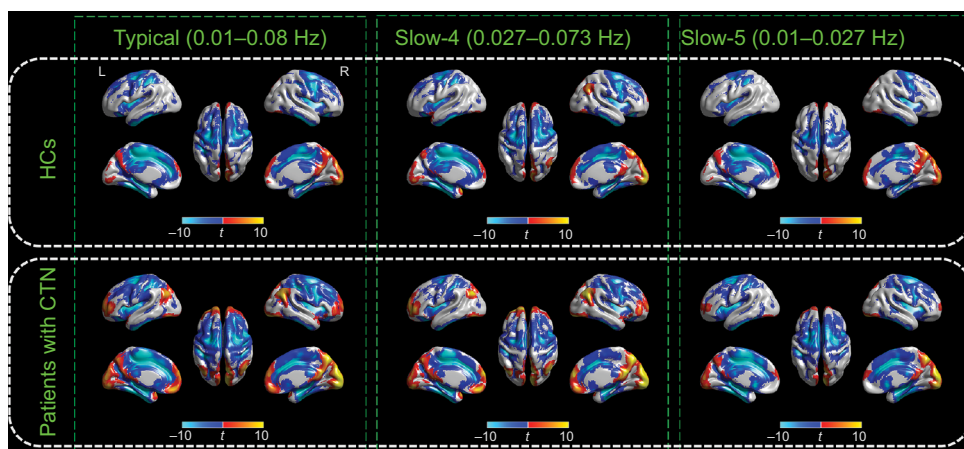 Typical (0.01–0.08 Hz)
Slow-4 (0.027–0.073 Hz)
Slow-5 (0.01–0.027 Hz)
L
R
HCs
–10 t 10
–10 t 10
–10 t 10
Patients with CTN
–10 t 10
–10 t 10
–10 t 10